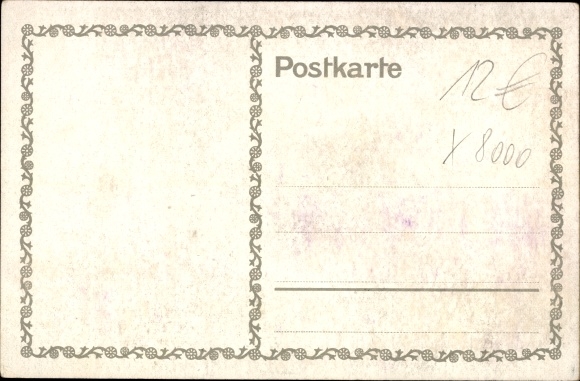 Postkarte
12 €
X 8000